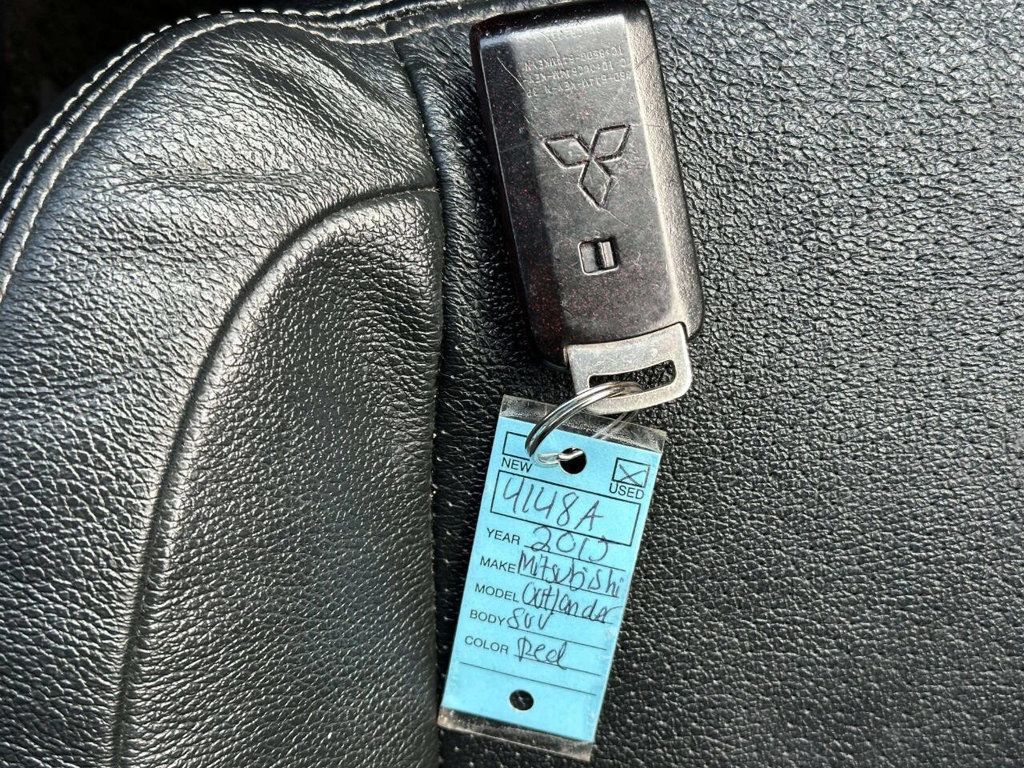 NEW
USED
4148A
YEAR
MAKE Mitsubishi
MODEL Outlander
BODY SUV
COLOR Red